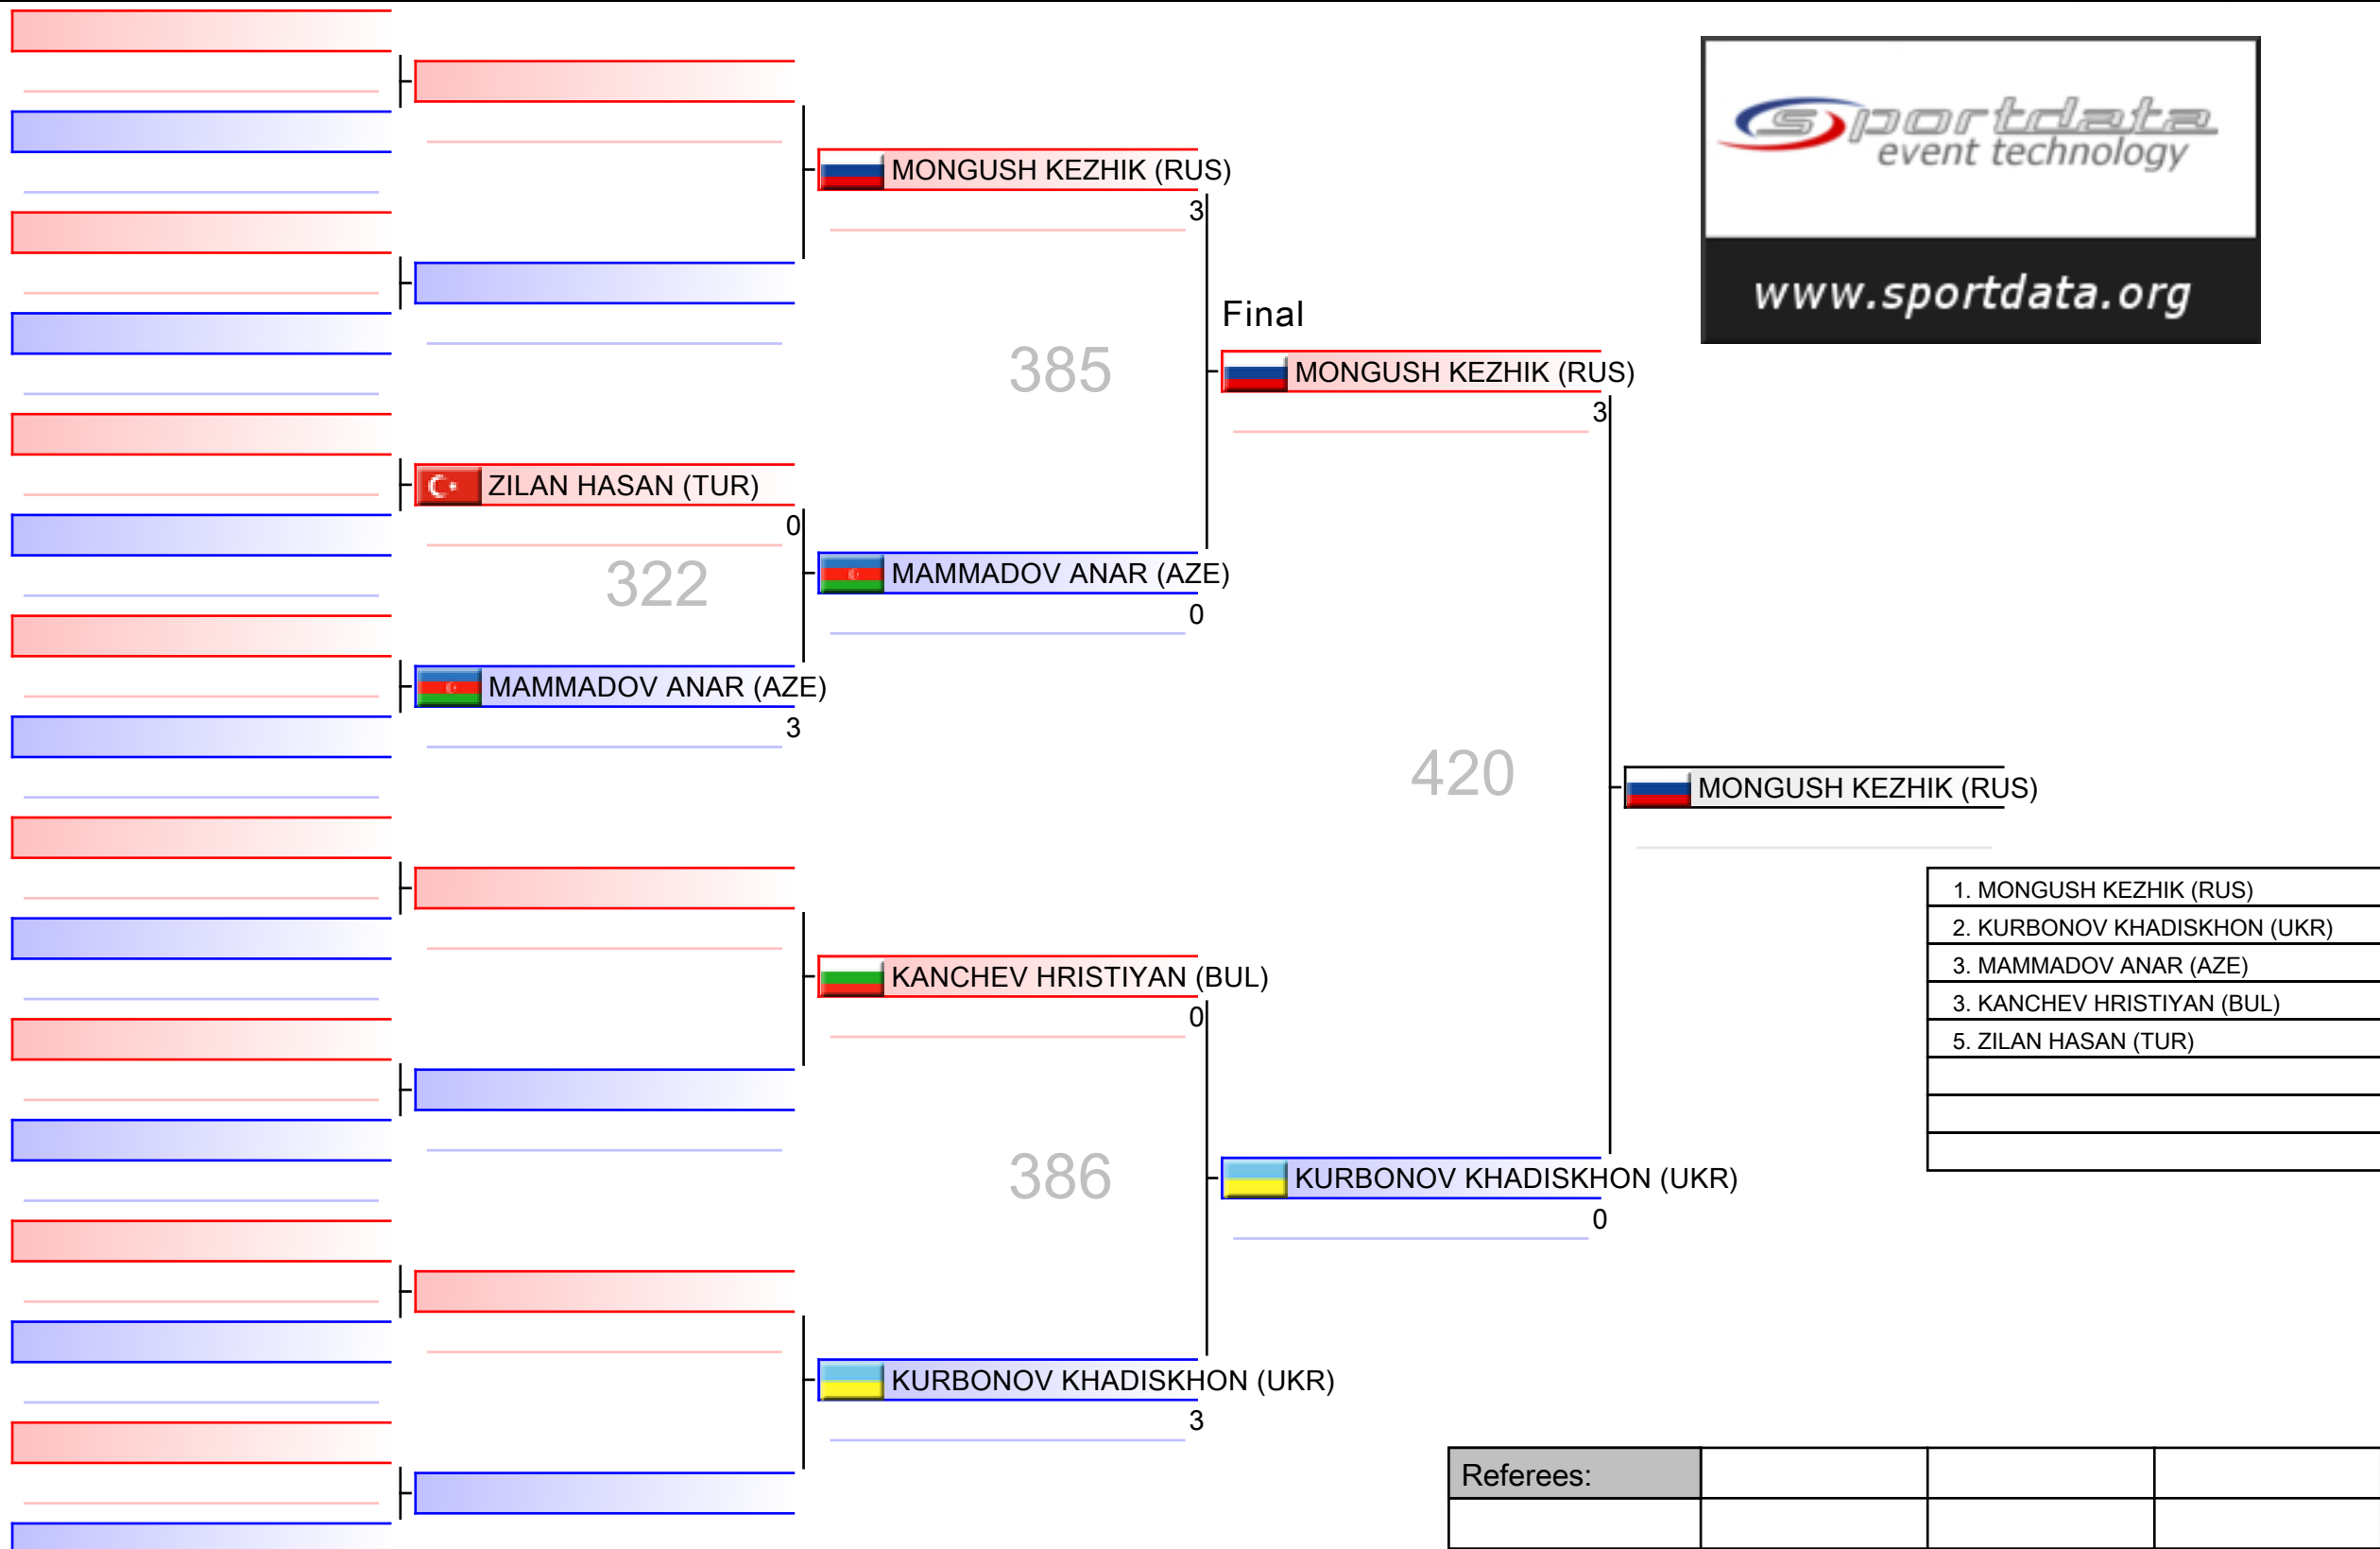 sportdata
event technology
www.sportdata.org
MONGUSH KEZHIK (RUS)
3
385
Final
MONGUSH KEZHIK (RUS)
3
ZILAN HASAN (TUR)
0
322
MAMMADOV ANAR (AZE)
0
MAMMADOV ANAR (AZE)
3
420
MONGUSH KEZHIK (RUS)
1. MONGUSH KEZHIK (RUS)
2. KURBONOV KHADISKHON (UKR)
3. MAMMADOV ANAR (AZE)
3. KANCHEV HRISTIYAN (BUL)
5. ZILAN HASAN (TUR)
KANCHEV HRISTIYAN (BUL)
0
386
KURBONOV KHADISKHON (UKR)
0
KURBONOV KHADISKHON (UKR)
3
Referees: